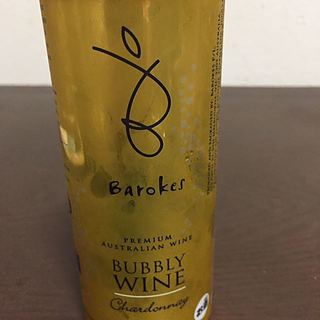 Barokes
PREMIUM
AUSTRALIAN WINE
BUBBLY
WINE
Chardonnay